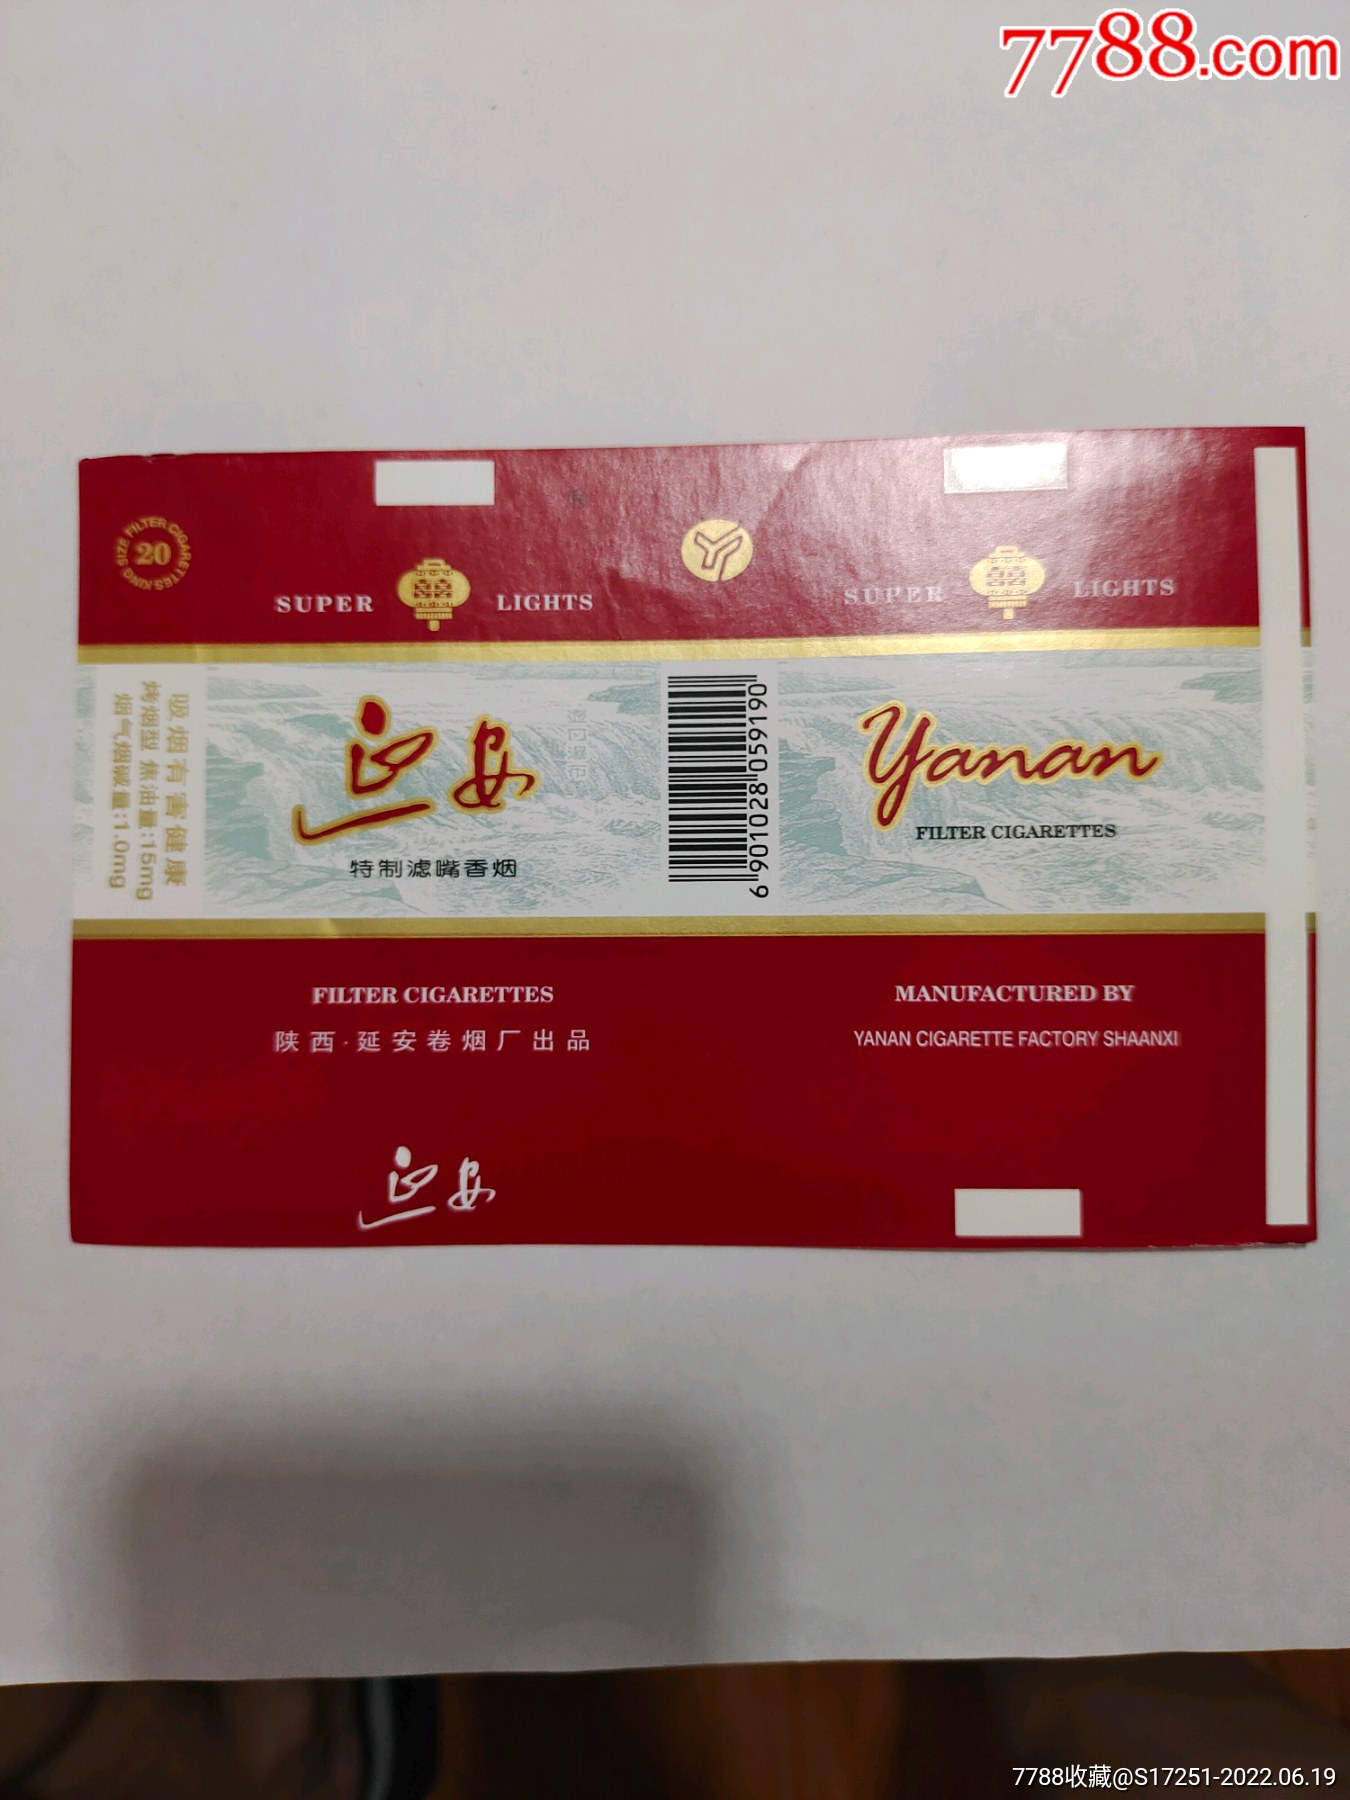 7788.com
KING SIZE FILTER CIGARETTES
20
SUPER LIGHTS
SUPER LIGHTS
吸烟有害健康
烤烟型 焦油量:15mg
烟气烟碱量:1.0mg
延安
特制滤嘴香烟
6 901028 059190
Yanan
FILTER CIGARETTES
FILTER CIGARETTES
陕西·延安卷烟厂出品
MANUFACTURED BY
YANAN CIGARETTE FACTORY SHAANXI
延安
7788收藏@S17251-2022.06.19